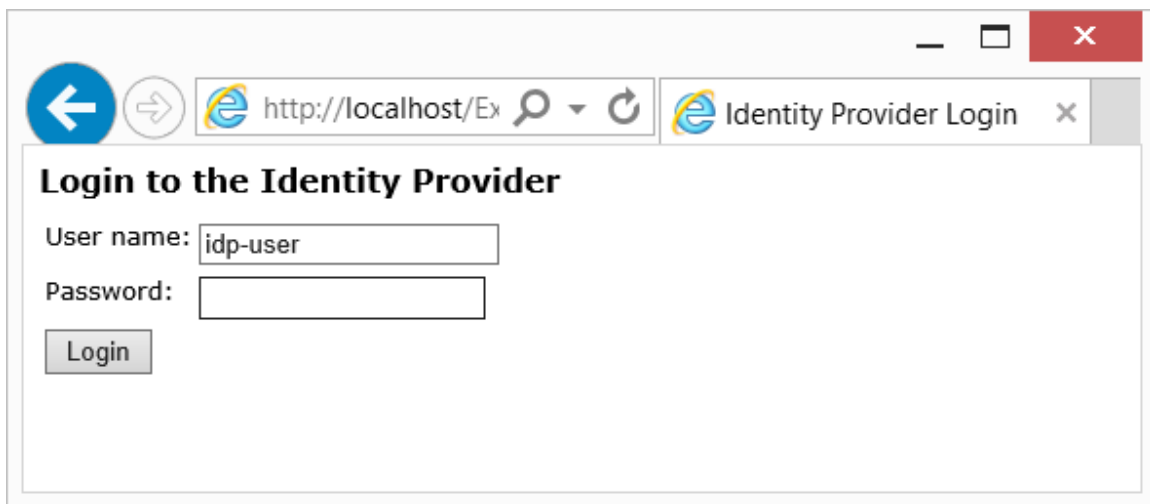 http://localhost/Ex
Identity Provider Login
Login to the Identity Provider
User name: idp-user
Password:
Login